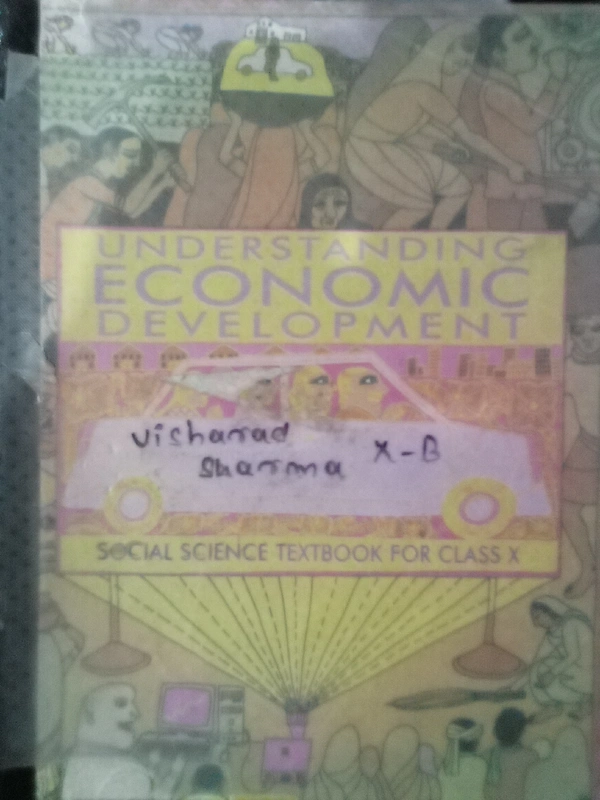 UNDERSTANDING
ECONOMIC
DEVELOPMENT
Visharad X-B
Sharma
SOCIAL SCIENCE TEXTBOOK FOR CLASS X